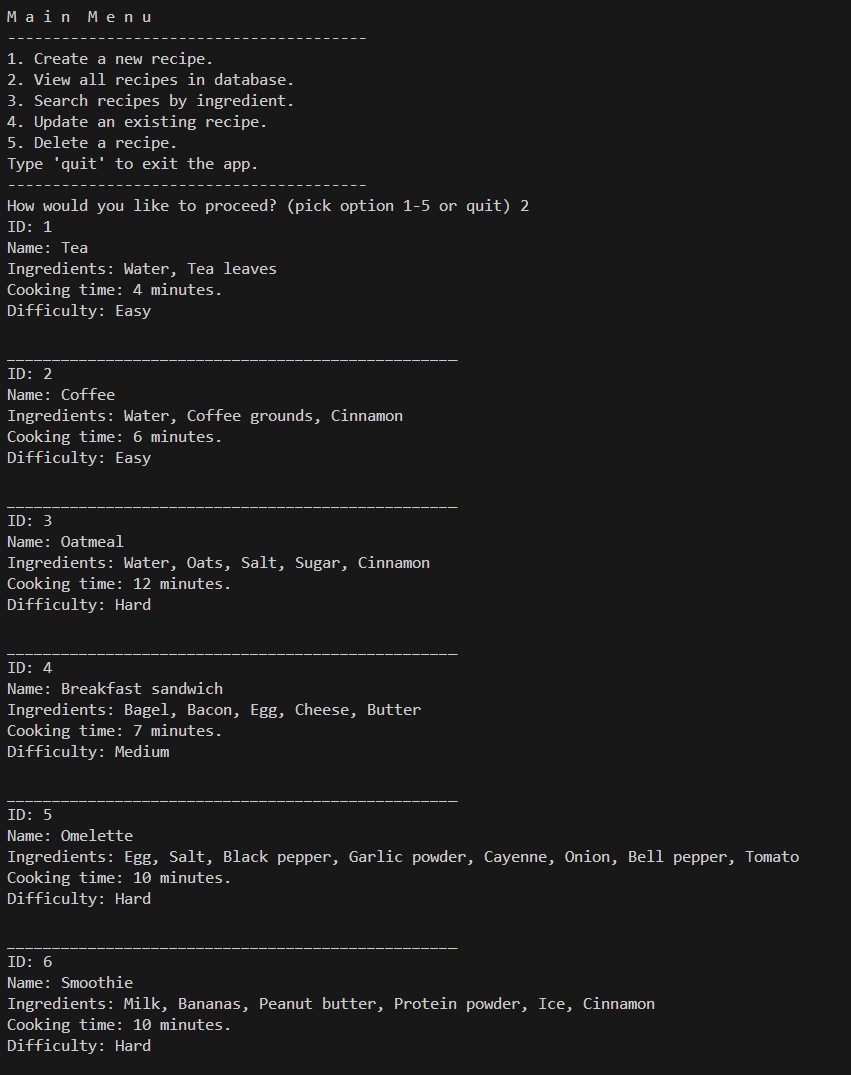 M a i n  M e n u
----------------------------------------
1. Create a new recipe.
2. View all recipes in database.
3. Search recipes by ingredient.
4. Update an existing recipe.
5. Delete a recipe.
Type 'quit' to exit the app.
----------------------------------------
How would you like to proceed? (pick option 1-5 or quit) 2
ID: 1
Name: Tea
Ingredients: Water, Tea leaves
Cooking time: 4 minutes.
Difficulty: Easy
__________________________________________________
ID: 2
Name: Coffee
Ingredients: Water, Coffee grounds, Cinnamon
Cooking time: 6 minutes.
Difficulty: Easy
__________________________________________________
ID: 3
Name: Oatmeal
Ingredients: Water, Oats, Salt, Sugar, Cinnamon
Cooking time: 12 minutes.
Difficulty: Hard
__________________________________________________
ID: 4
Name: Breakfast sandwich
Ingredients: Bagel, Bacon, Egg, Cheese, Butter
Cooking time: 7 minutes.
Difficulty: Medium
__________________________________________________
ID: 5
Name: Omelette
Ingredients: Egg, Salt, Black pepper, Garlic powder, Cayenne, Onion, Bell pepper, Tomato
Cooking time: 10 minutes.
Difficulty: Hard
__________________________________________________
ID: 6
Name: Smoothie
Ingredients: Milk, Bananas, Peanut butter, Protein powder, Ice, Cinnamon
Cooking time: 10 minutes.
Difficulty: Hard